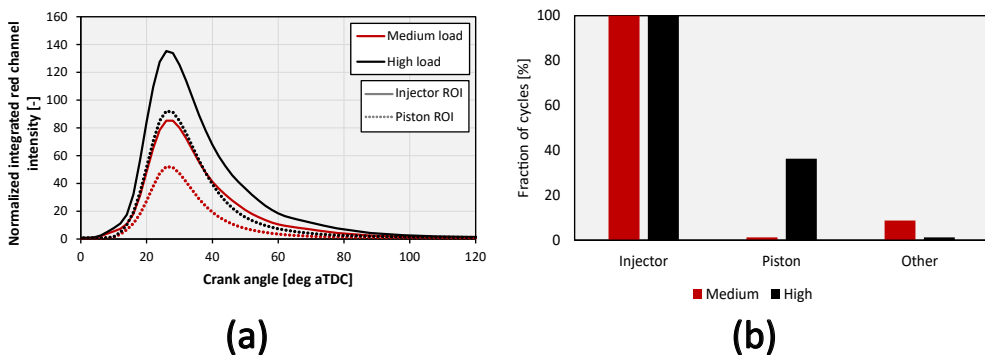 Normalized integrated red channel
intensity [-]
160
140
120
100
80
60
40
20
0
0 20 40 60 80 100 120
Crank angle [deg aTDC]
Medium load
High load
Injector ROI
Piston ROI
(a)
Fraction of cycles [%]
100
80
60
40
20
0
Injector Piston Other
Medium High
(b)